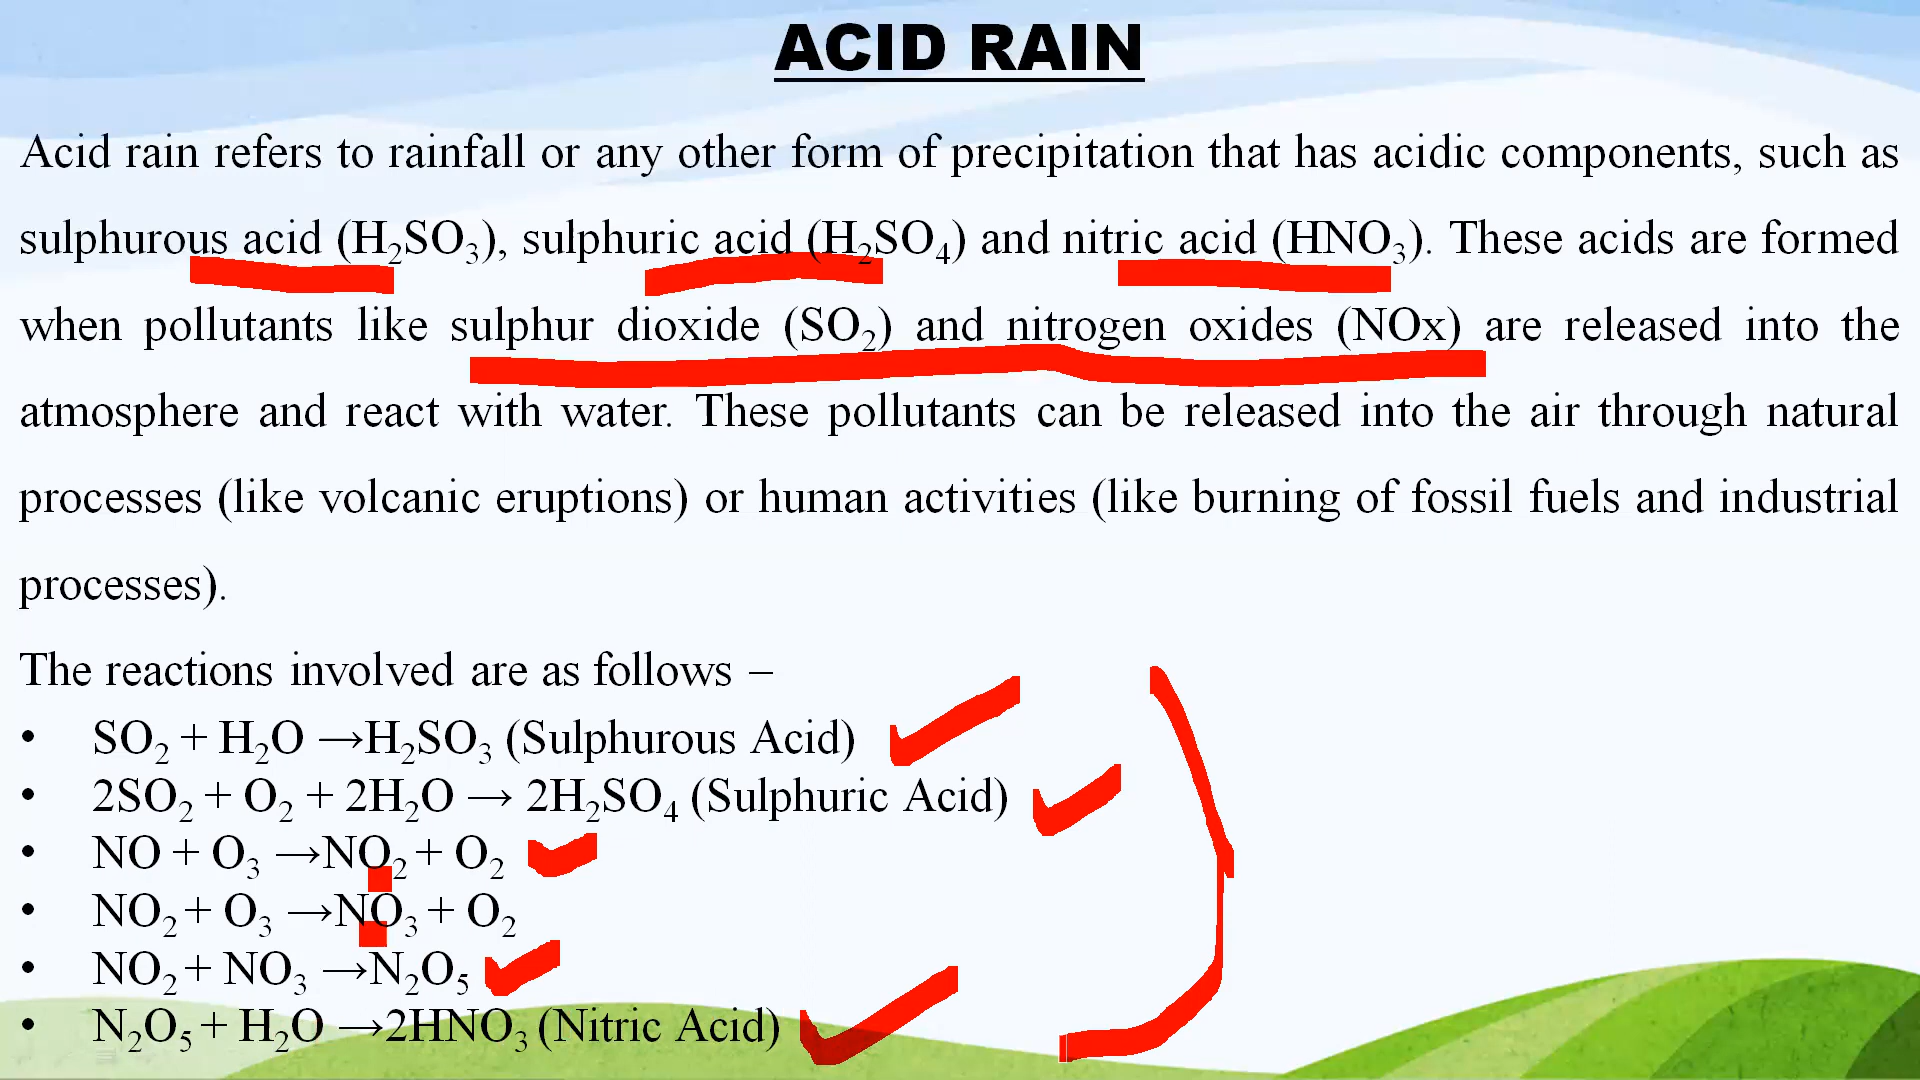 ACID RAIN
Acid rain refers to rainfall or any other form of precipitation that has acidic components, such as
sulphurous acid (H₂SO₃), sulphuric acid (H₂SO₄) and nitric acid (HNO₃). These acids are formed
when pollutants like sulphur dioxide (SO₂) and nitrogen oxides (NOx) are released into the
atmosphere and react with water. These pollutants can be released into the air through natural
processes (like volcanic eruptions) or human activities (like burning of fossil fuels and industrial
processes).
The reactions involved are as follows –
• SO₂ + H₂O →H₂SO₃ (Sulphurous Acid)
• 2SO₂ + O₂ + 2H₂O → 2H₂SO₄ (Sulphuric Acid)
• NO + O₃ →NO₂ + O₂
• NO₂ + O₃ →NO₃ + O₂
• NO₂ + NO₃ →N₂O₅
• N₂O₅ + H₂O →2HNO₃ (Nitric Acid)